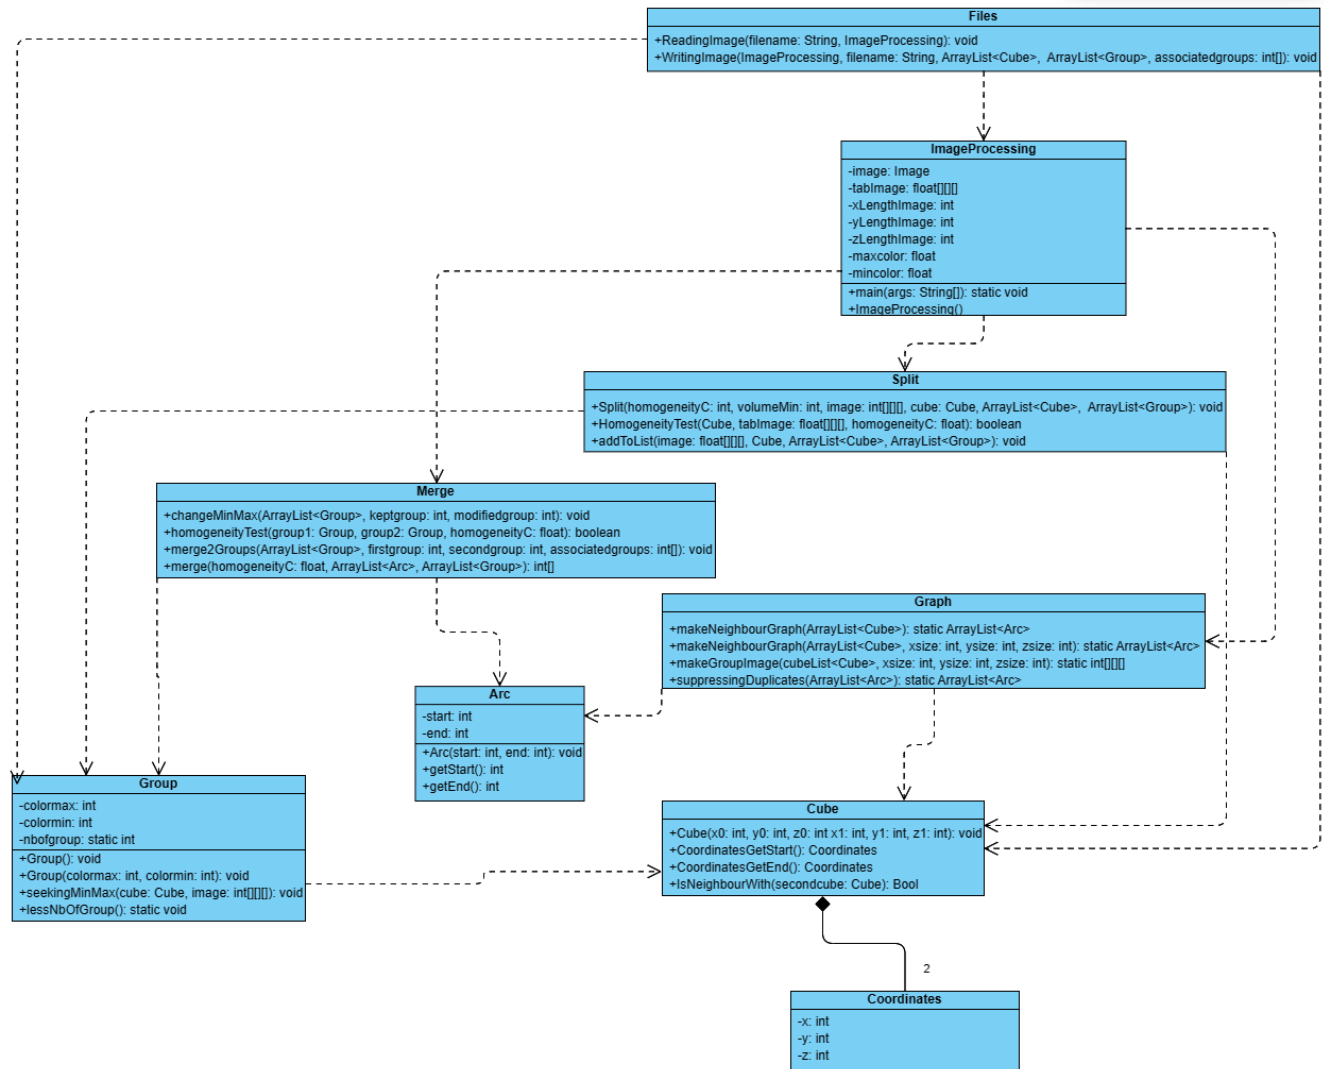 Files
+ReadingImage(filename: String, ImageProcessing): void
+WritingImage(ImageProcessing, filename: String, ArrayList<Cube>, ArrayList<Group>, associatedgroups: int[]): void
ImageProcessing
-image: Image
-tabImage: float[][][]
-xLengthImage: int
-yLengthImage: int
-zLengthImage: int
-maxcolor: float
-mincolor: float
+main(args: String[]): static void
+ImageProcessing()
Split
+Split(homogeneityC: int, volumeMin: int, image: int[][][], cube: Cube, ArrayList<Cube>, ArrayList<Group>): void
+HomogeneityTest(Cube, tabImage: float[][][], homogeneityC: float): boolean
+addToList(image: float[][][], Cube, ArrayList<Cube>, ArrayList<Group>): void
Merge
+changeMinMax(ArrayList<Group>, keptgroup: int, modifiedgroup: int): void
+homogeneityTest(group1: Group, group2: Group, homogeneityC: float): boolean
+merge2Groups(ArrayList<Group>, firstgroup: int, secondgroup: int, associatedgroups: int[]): void
+merge(homogeneityC: float, ArrayList<Arc>, ArrayList<Group>): int[]
Graph
+makeNeighbourGraph(ArrayList<Cube>): static ArrayList<Arc>
+makeNeighbourGraph(ArrayList<Cube>, xsize: int, ysize: int, zsize: int): static ArrayList<Arc>
+makeGroupImage(cubeList<Cube>, xsize: int, ysize: int, zsize: int): static int[][][]
+suppressingDuplicates(ArrayList<Arc>): static ArrayList<Arc>
Arc
-start: int
-end: int
+Arc(start: int, end: int): void
+getStart(): int
+getEnd(): int
Group
-colormax: int
-colormin: int
-nbofgroup: static int
+Group(): void
+Group(colormax: int, colormin: int): void
+seekingMinMax(cube: Cube, image: int[][][]): void
+lessNbOfGroup(): static void
Cube
+Cube(x0: int, y0: int, z0: int x1: int, y1: int, z1: int): void
+CoordinatesGetStart(): Coordinates
+CoordinatesGetEnd(): Coordinates
+IsNeighbourWith(secondcube: Cube): Bool
2
Coordinates
-x: int
-y: int
-z: int